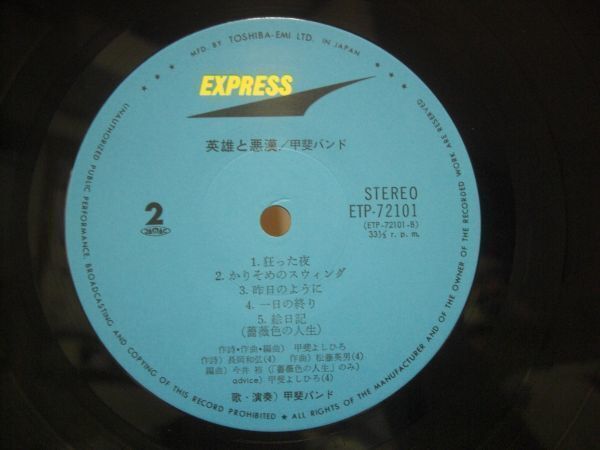 MFD. BY TOSHIBA-EMI LTD. IN JAPAN
EXPRESS
英雄と悪漢/甲斐バンド
STEREO
ETP-72101
(ETP-72101-B)
33⅓ r. p. m.
2
1. 狂った夜
2. かりそめのスウィング
3. 昨日のように
4. 一日の終り
5. 絵日記
(薔薇色の人生)
作詩・作曲・編曲) 甲斐よしひろ
作詩) 長岡和弘(4) 作曲) 松藤英男(4)
編曲) 今井 裕(「薔薇色の人生」のみ)
advice) 甲斐よしひろ(4)
歌・演奏) 甲斐バンド
UNAUTHORIZED PUBLIC PERFORMANCE, BROADCASTING AND COPYING OF THIS RECORD PROHIBITED ★ ALL RIGHTS OF THE MANUFACTURER AND OF THE OWNER OF THE RECORDED WORK ARE RESERVED